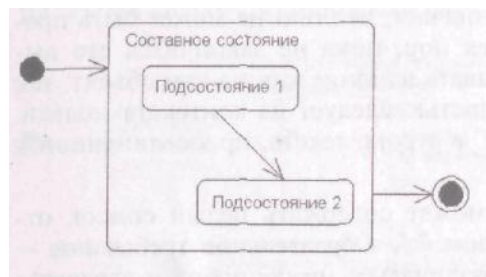 Составное состояние
Подсостояние 1
Подсостояние 2